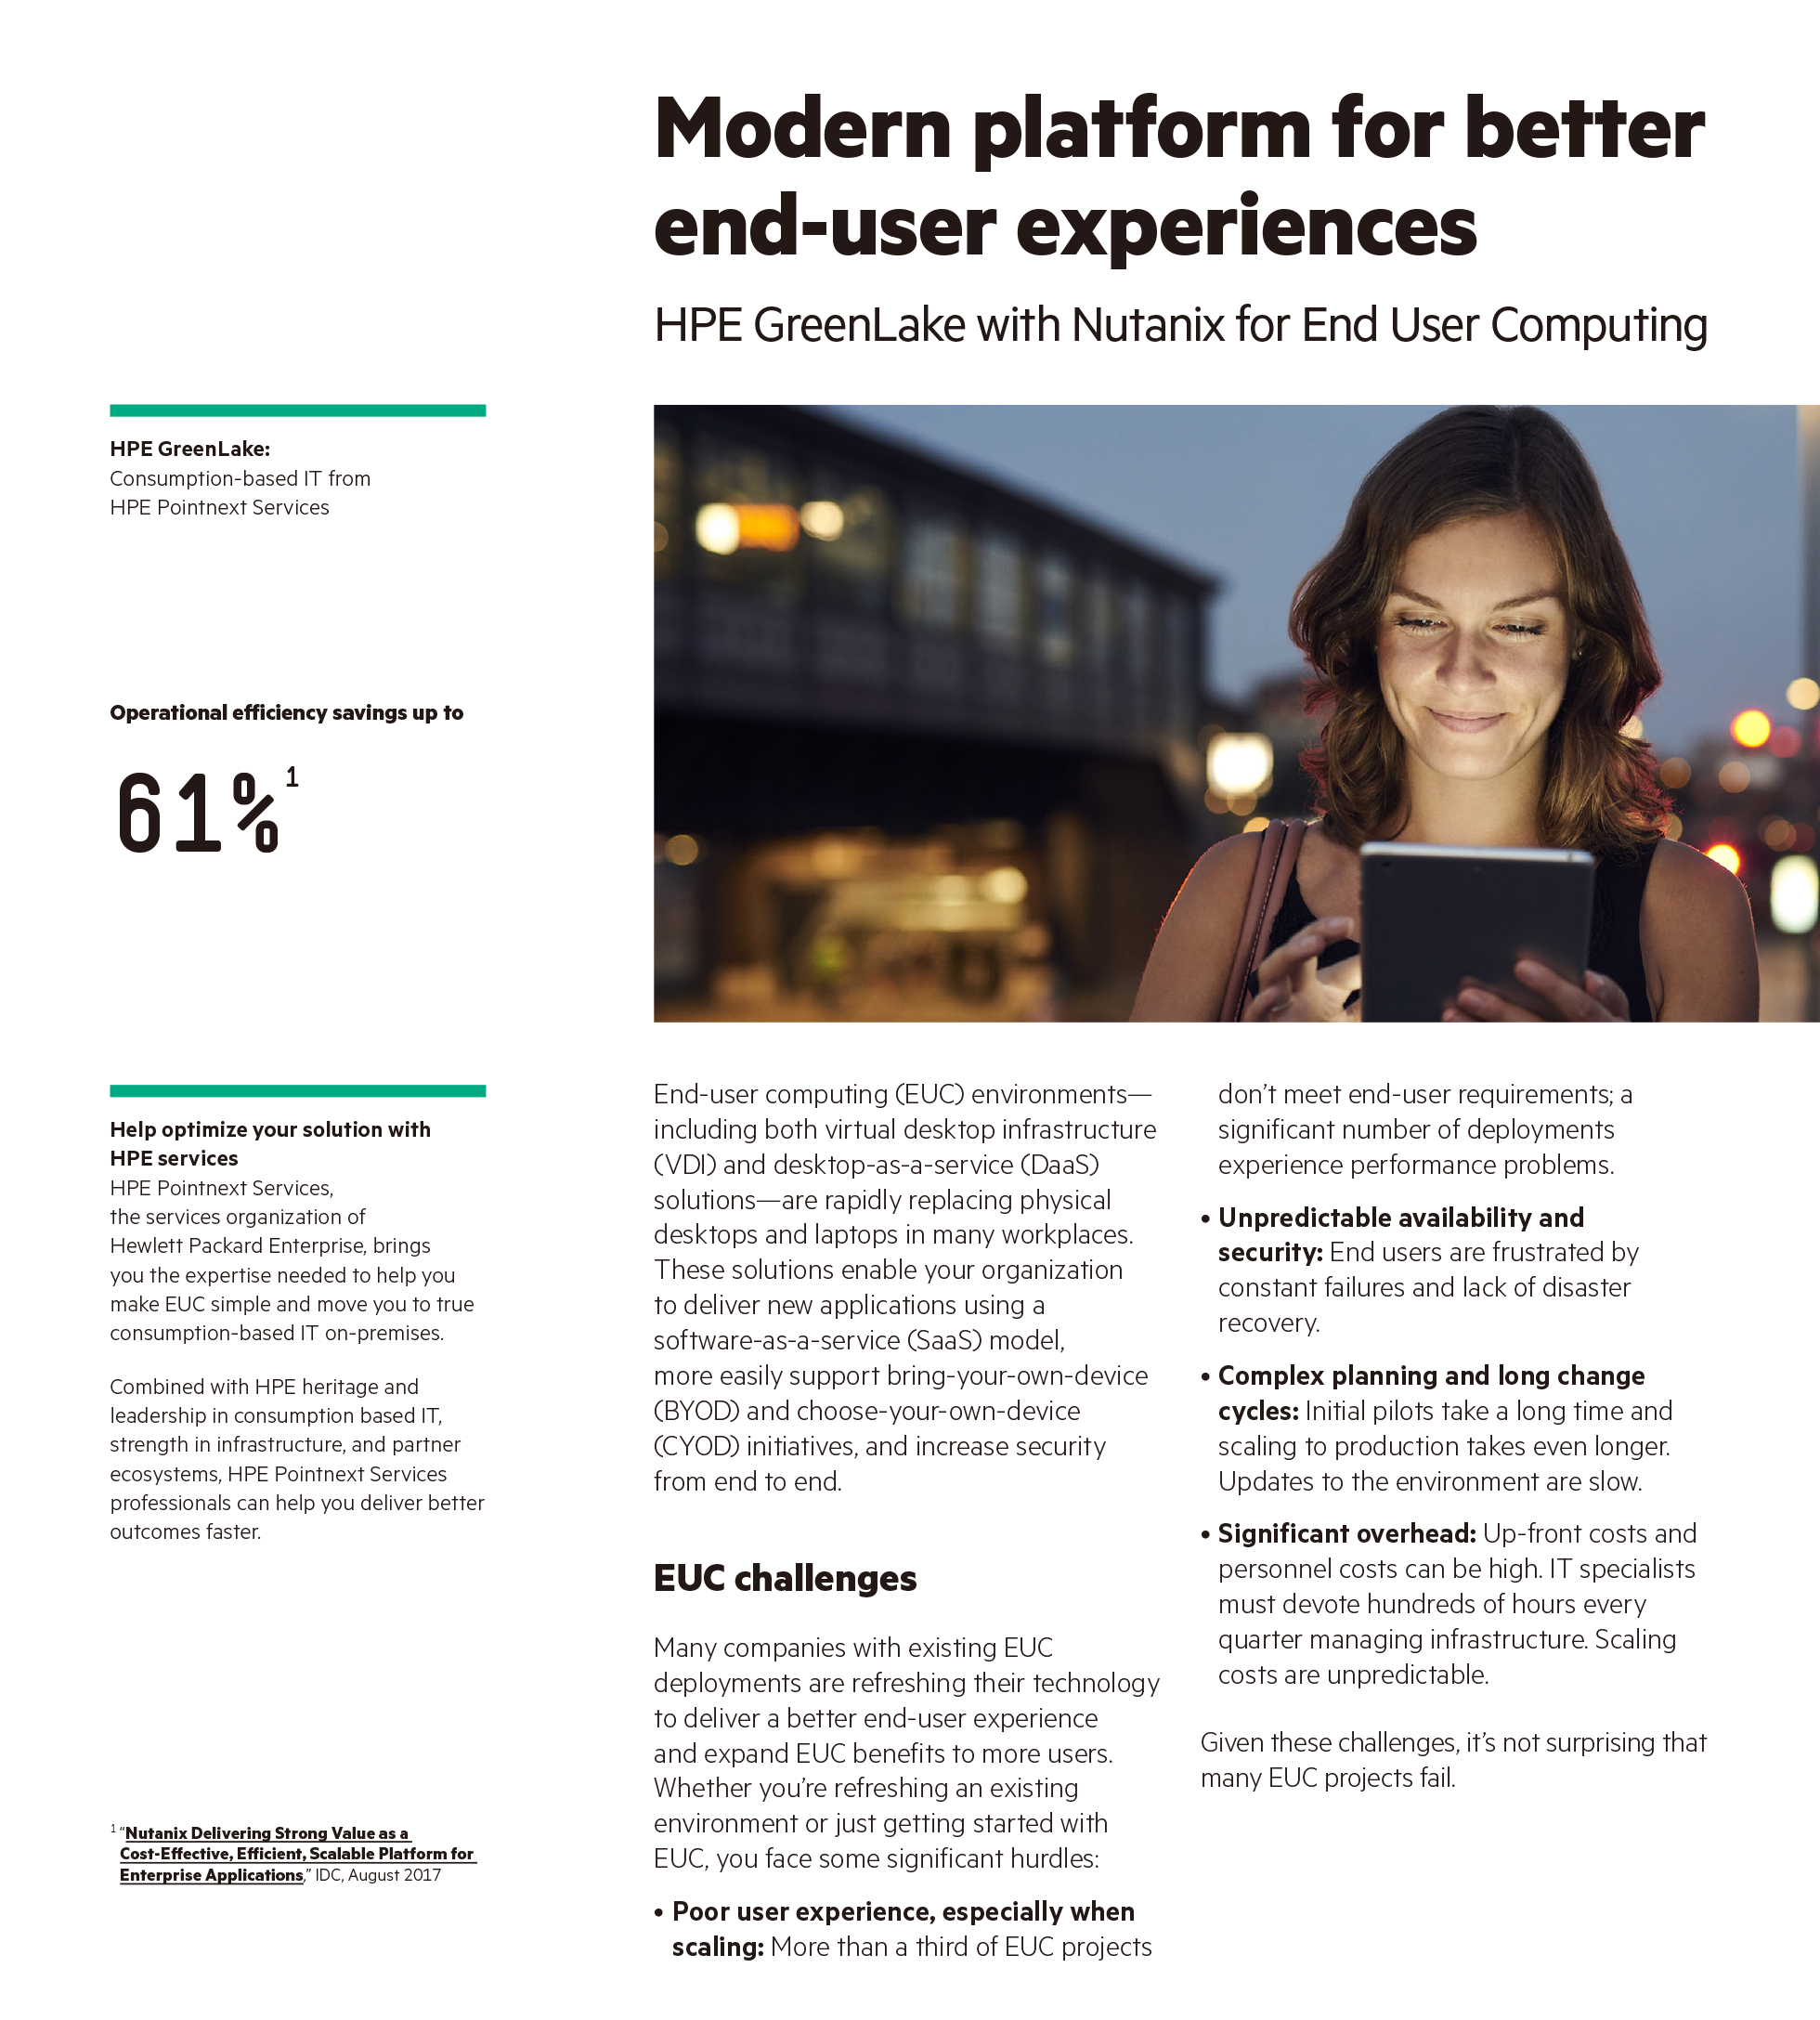 Modern platform for better
end-user experiences
HPE GreenLake with Nutanix for End User Computing
HPE GreenLake:
Consumption-based IT from
HPE Pointnext Services
Operational efficiency savings up to
61%¹
Help optimize your solution with
HPE services
HPE Pointnext Services,
the services organization of
Hewlett Packard Enterprise, brings
you the expertise needed to help you
make EUC simple and move you to true
consumption-based IT on-premises.
Combined with HPE heritage and
leadership in consumption based IT,
strength in infrastructure, and partner
ecosystems, HPE Pointnext Services
professionals can help you deliver better
outcomes faster.
¹ “Nutanix Delivering Strong Value as a
Cost-Effective, Efficient, Scalable Platform for
Enterprise Applications,” IDC, August 2017
End-user computing (EUC) environments—
including both virtual desktop infrastructure
(VDI) and desktop-as-a-service (DaaS)
solutions—are rapidly replacing physical
desktops and laptops in many workplaces.
These solutions enable your organization
to deliver new applications using a
software-as-a-service (SaaS) model,
more easily support bring-your-own-device
(BYOD) and choose-your-own-device
(CYOD) initiatives, and increase security
from end to end.
EUC challenges
Many companies with existing EUC
deployments are refreshing their technology
to deliver a better end-user experience
and expand EUC benefits to more users.
Whether you’re refreshing an existing
environment or just getting started with
EUC, you face some significant hurdles:
• Poor user experience, especially when
scaling: More than a third of EUC projects
don’t meet end-user requirements; a
significant number of deployments
experience performance problems.
• Unpredictable availability and
security: End users are frustrated by
constant failures and lack of disaster
recovery.
• Complex planning and long change
cycles: Initial pilots take a long time and
scaling to production takes even longer.
Updates to the environment are slow.
• Significant overhead: Up-front costs and
personnel costs can be high. IT specialists
must devote hundreds of hours every
quarter managing infrastructure. Scaling
costs are unpredictable.
Given these challenges, it’s not surprising that
many EUC projects fail.